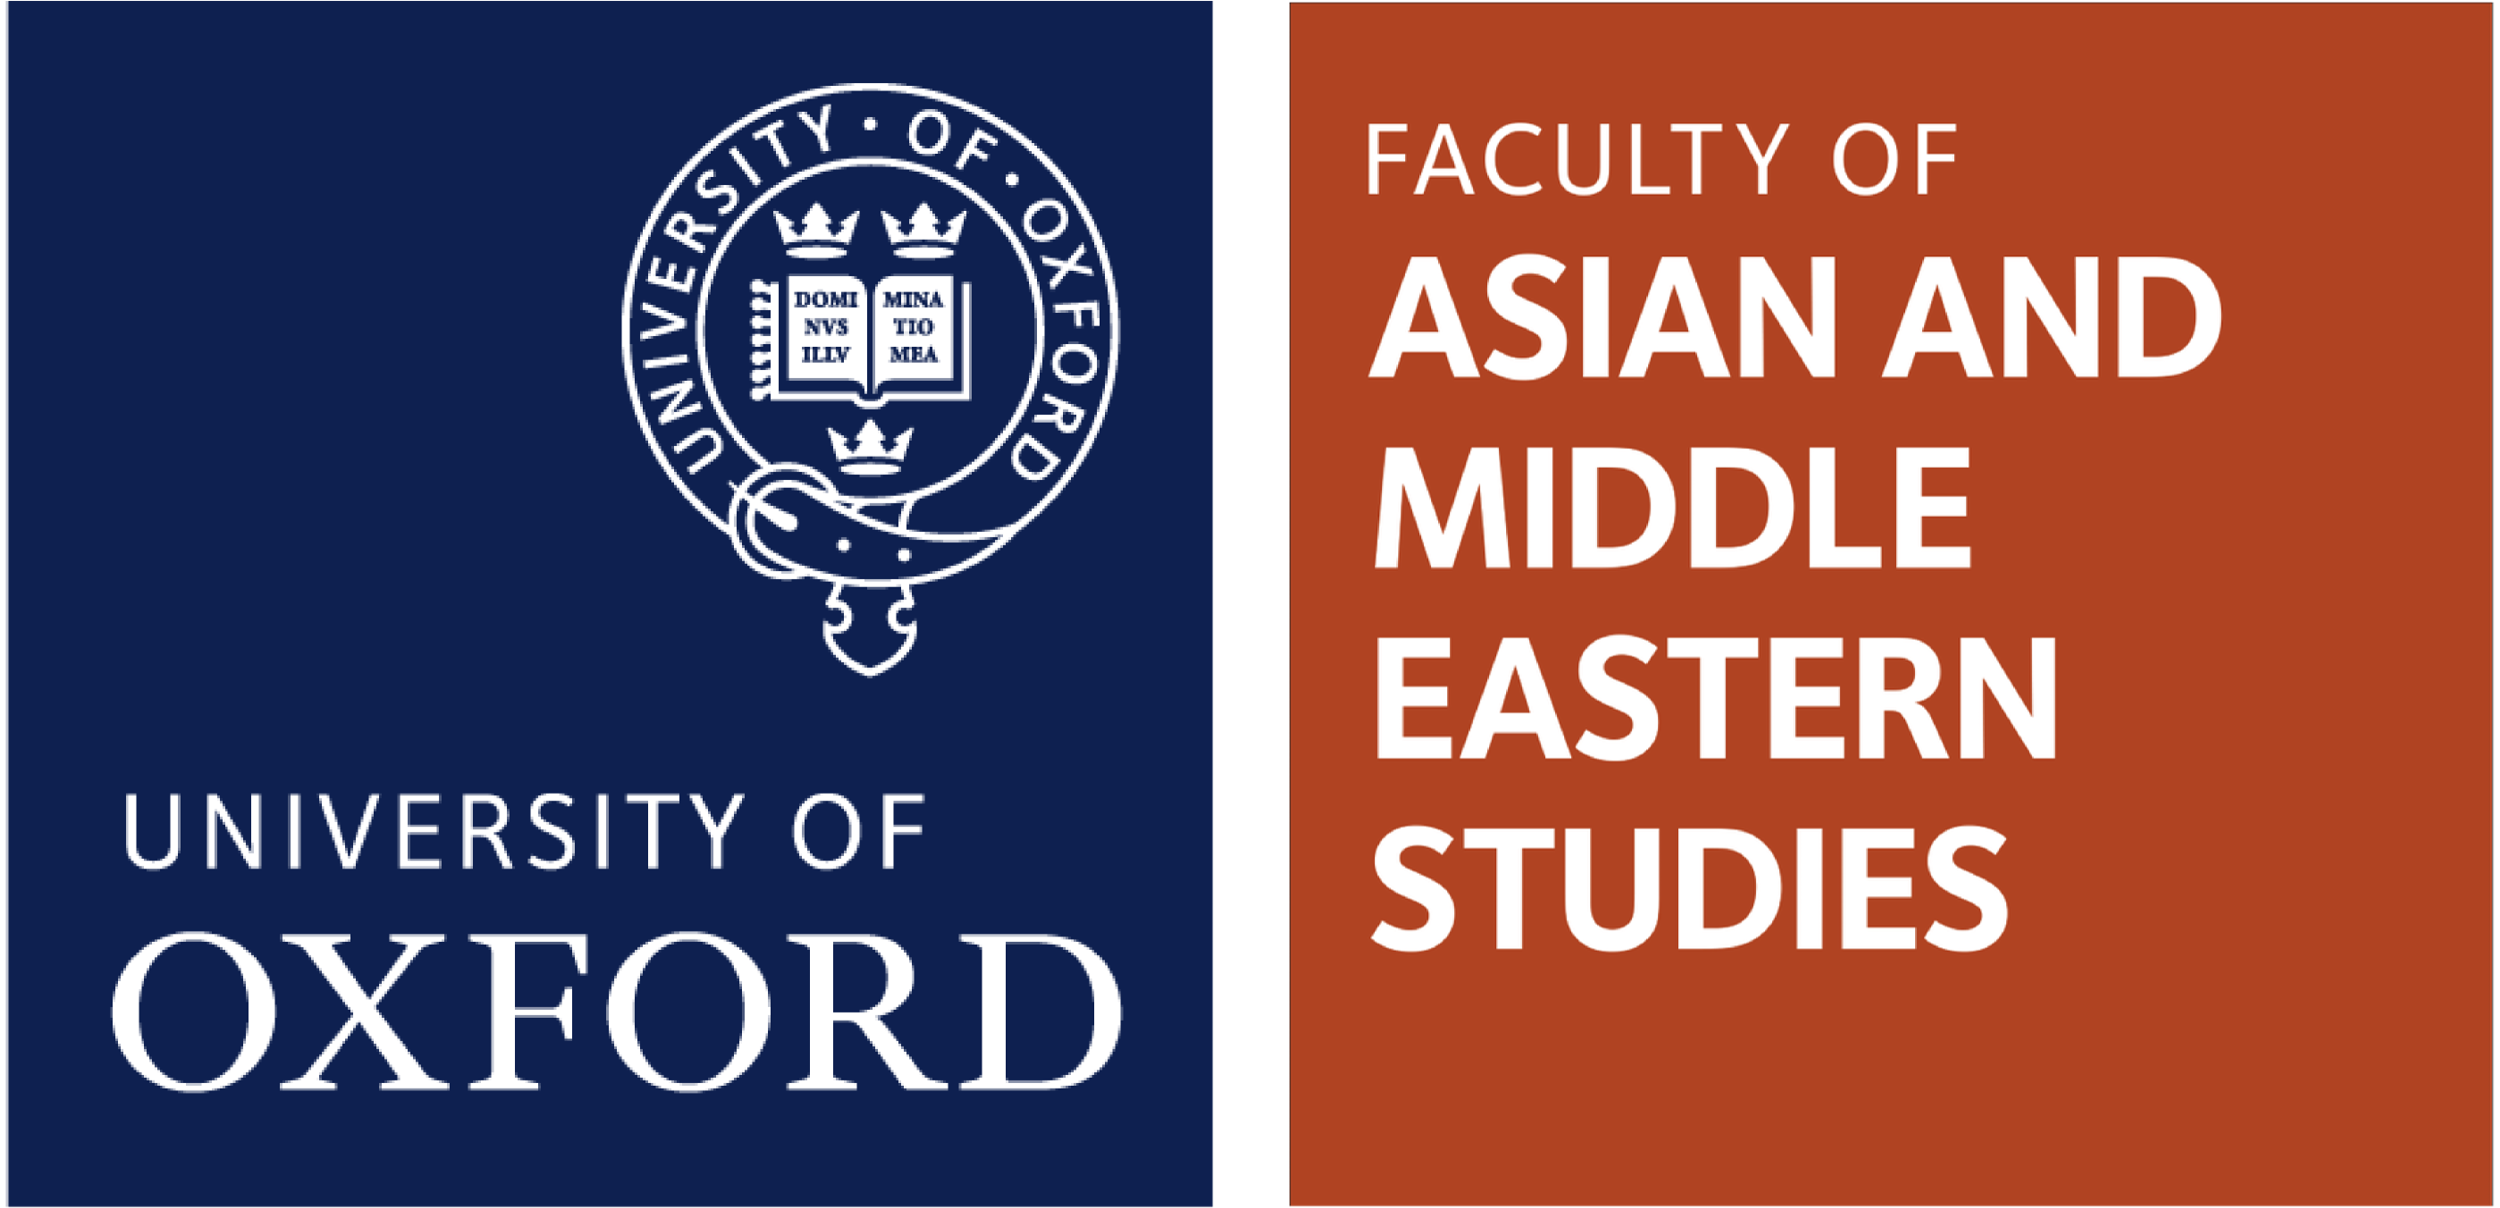 UNIVERSITY · OF · OXFORD
DOMI MINA
NVS TIO
ILLV MEA
UNIVERSITY OF
OXFORD
FACULTY OF
ASIAN AND
MIDDLE
EASTERN
STUDIES